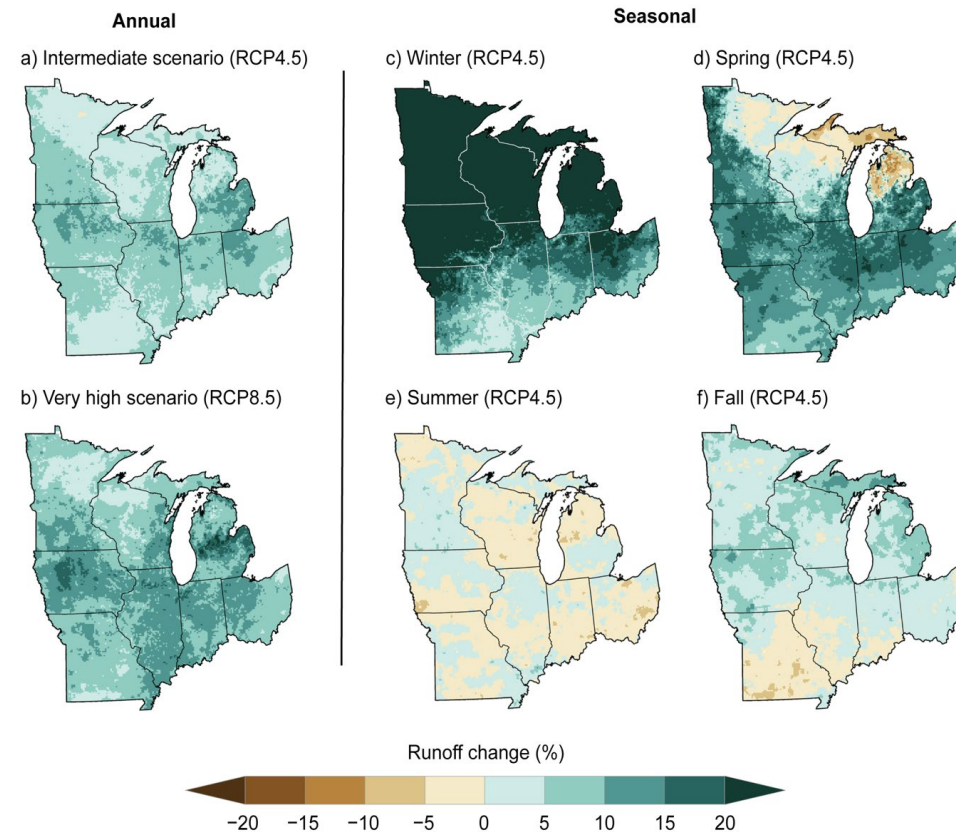 Annual
Seasonal
a) Intermediate scenario (RCP4.5)
c) Winter (RCP4.5)
d) Spring (RCP4.5)
b) Very high scenario (RCP8.5)
e) Summer (RCP4.5)
f) Fall (RCP4.5)
Runoff change (%)
−20 −15 −10 −5 0 5 10 15 20